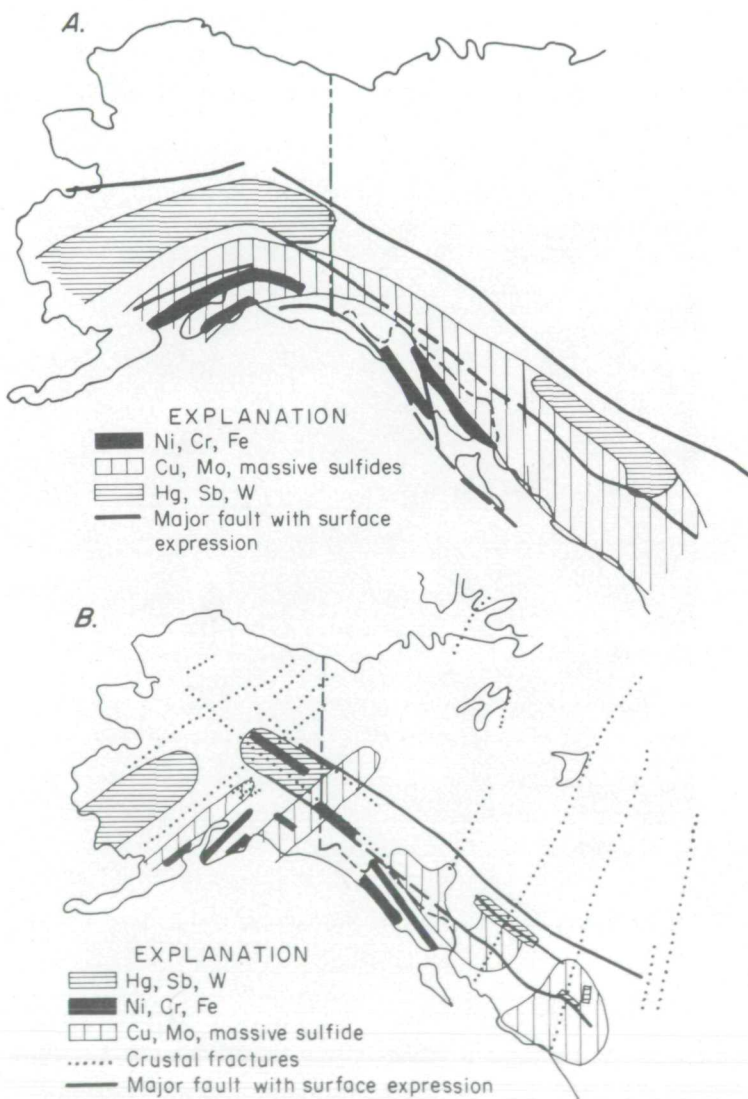 A.
EXPLANATION
Ni, Cr, Fe
Cu, Mo, massive sulfides
Hg, Sb, W
Major fault with surface
expression
B.
EXPLANATION
Hg, Sb, W
Ni, Cr, Fe
Cu, Mo, massive sulfide
Crustal fractures
Major fault with surface expression